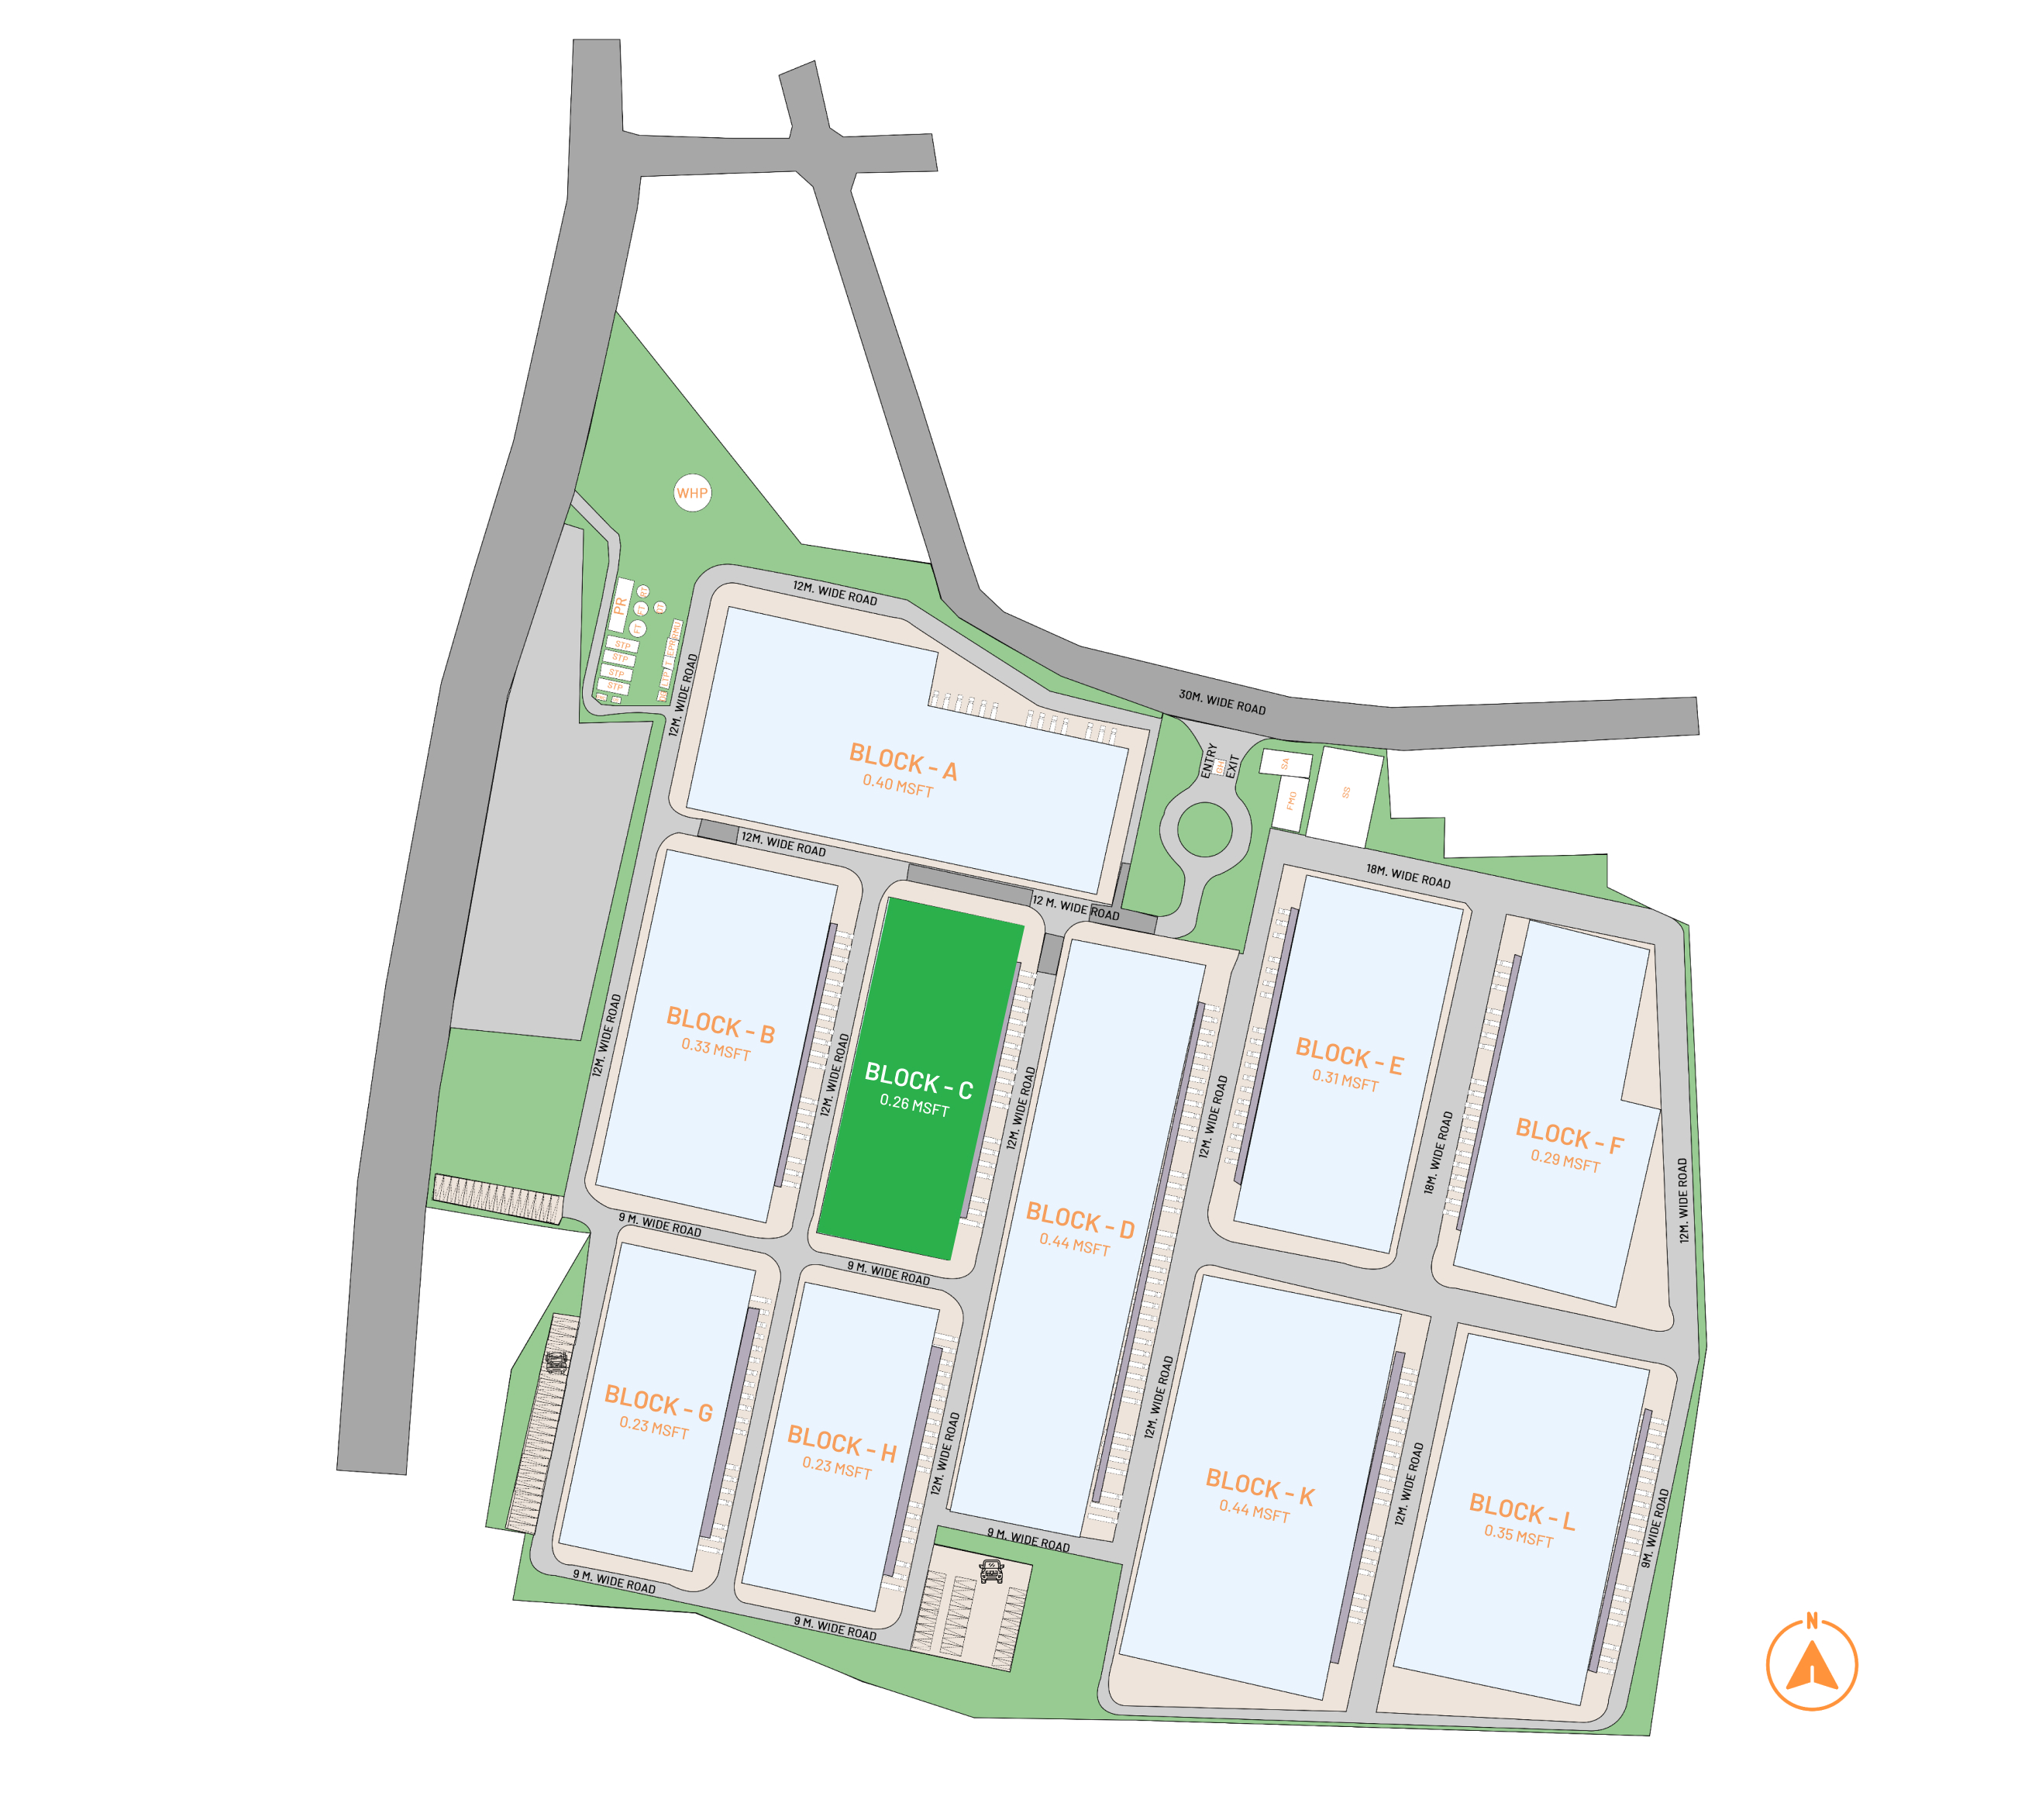 WHP
PR
FT
FT
STP
STP
STP
STP
RMU
EPR
T
LTP
12M. WIDE ROAD
12M. WIDE ROAD
30M. WIDE ROAD
ENTRY
GH
EXIT
SA
FMO
SS
BLOCK - A
0.40 MSFT
12M. WIDE ROAD
12 M. WIDE ROAD
18M. WIDE ROAD
BLOCK - B
0.33 MSFT
12M. WIDE ROAD
12M. WIDE ROAD
BLOCK - C
0.26 MSFT
12M. WIDE ROAD
BLOCK - D
0.44 MSFT
12M. WIDE ROAD
BLOCK - E
0.31 MSFT
18M. WIDE ROAD
BLOCK - F
0.29 MSFT
12M. WIDE ROAD
9 M. WIDE ROAD
9 M. WIDE ROAD
BLOCK - G
0.23 MSFT
BLOCK - H
0.23 MSFT
12M. WIDE ROAD
12M. WIDE ROAD
BLOCK - K
0.44 MSFT
12M. WIDE ROAD
BLOCK - L
0.35 MSFT
9M. WIDE ROAD
9 M. WIDE ROAD
9 M. WIDE ROAD
9 M. WIDE ROAD
N